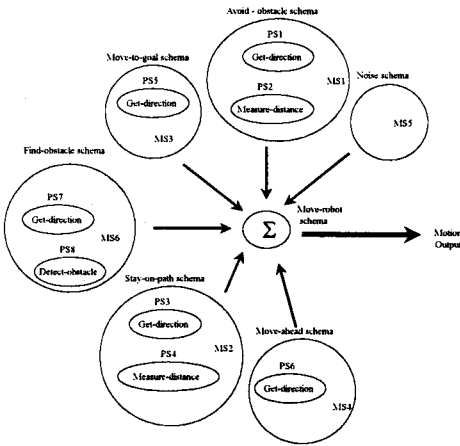 Avoid - obstacle schema
PS1
Get-direction
PS2
MS1
Measure-distance
Move-to-goal schema
PS5
Get-direction
MS3
Noise schema
MS5
Find-obstacle schema
PS7
Get-direction
MS6
PS8
Detect-obstacle
Σ
Move-robot
schema
Motion
Output
Stay-on-path schema
PS3
Get-direction
MS2
PS4
Measure-distance
Move-ahead schema
PS6
Get-direction
MS4